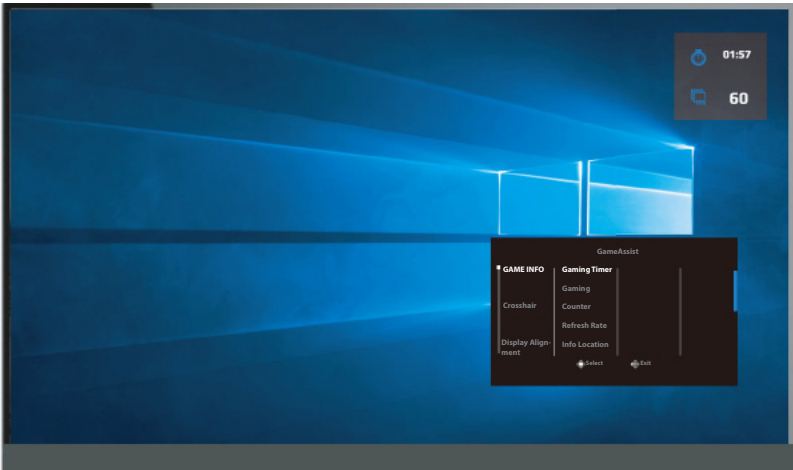 01:57
60
GameAssist
GAME INFO
Gaming Timer
Gaming
Crosshair
Counter
Refresh Rate
Display Align-
ment
Info Location
Select
Exit